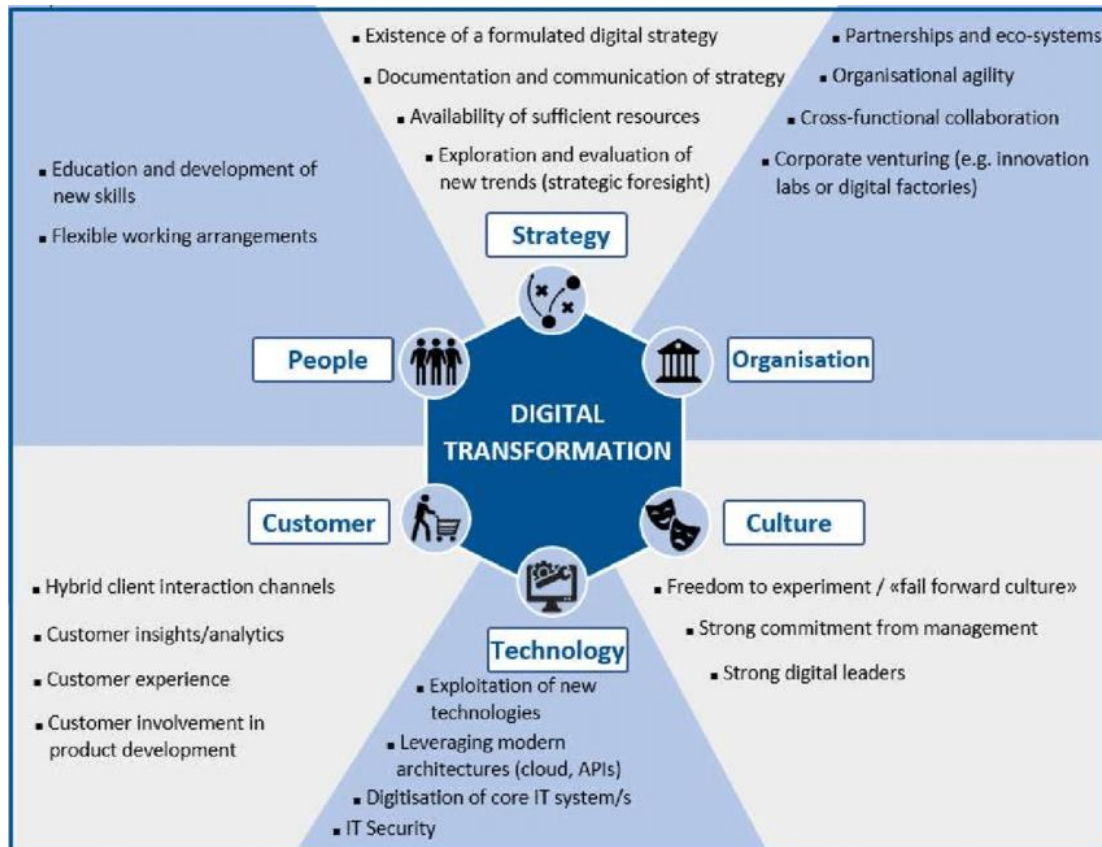 ▪ Existence of a formulated digital strategy
▪ Documentation and communication of strategy
▪ Availability of sufficient resources
▪ Exploration and evaluation of
new trends (strategic foresight)
Strategy
▪ Partnerships and eco-systems
▪ Organisational agility
▪ Cross-functional collaboration
▪ Corporate venturing (e.g. innovation
labs or digital factories)
Organisation
▪ Education and development of
new skills
▪ Flexible working arrangements
People
DIGITAL
TRANSFORMATION
Customer
▪ Hybrid client interaction channels
▪ Customer insights/analytics
▪ Customer experience
▪ Customer involvement in
product development
Technology
▪ Exploitation of new
technologies
▪ Leveraging modern
architectures (cloud, APIs)
▪ Digitisation of core IT system/s
▪ IT Security
Culture
▪ Freedom to experiment / «fail forward culture»
▪ Strong commitment from management
▪ Strong digital leaders